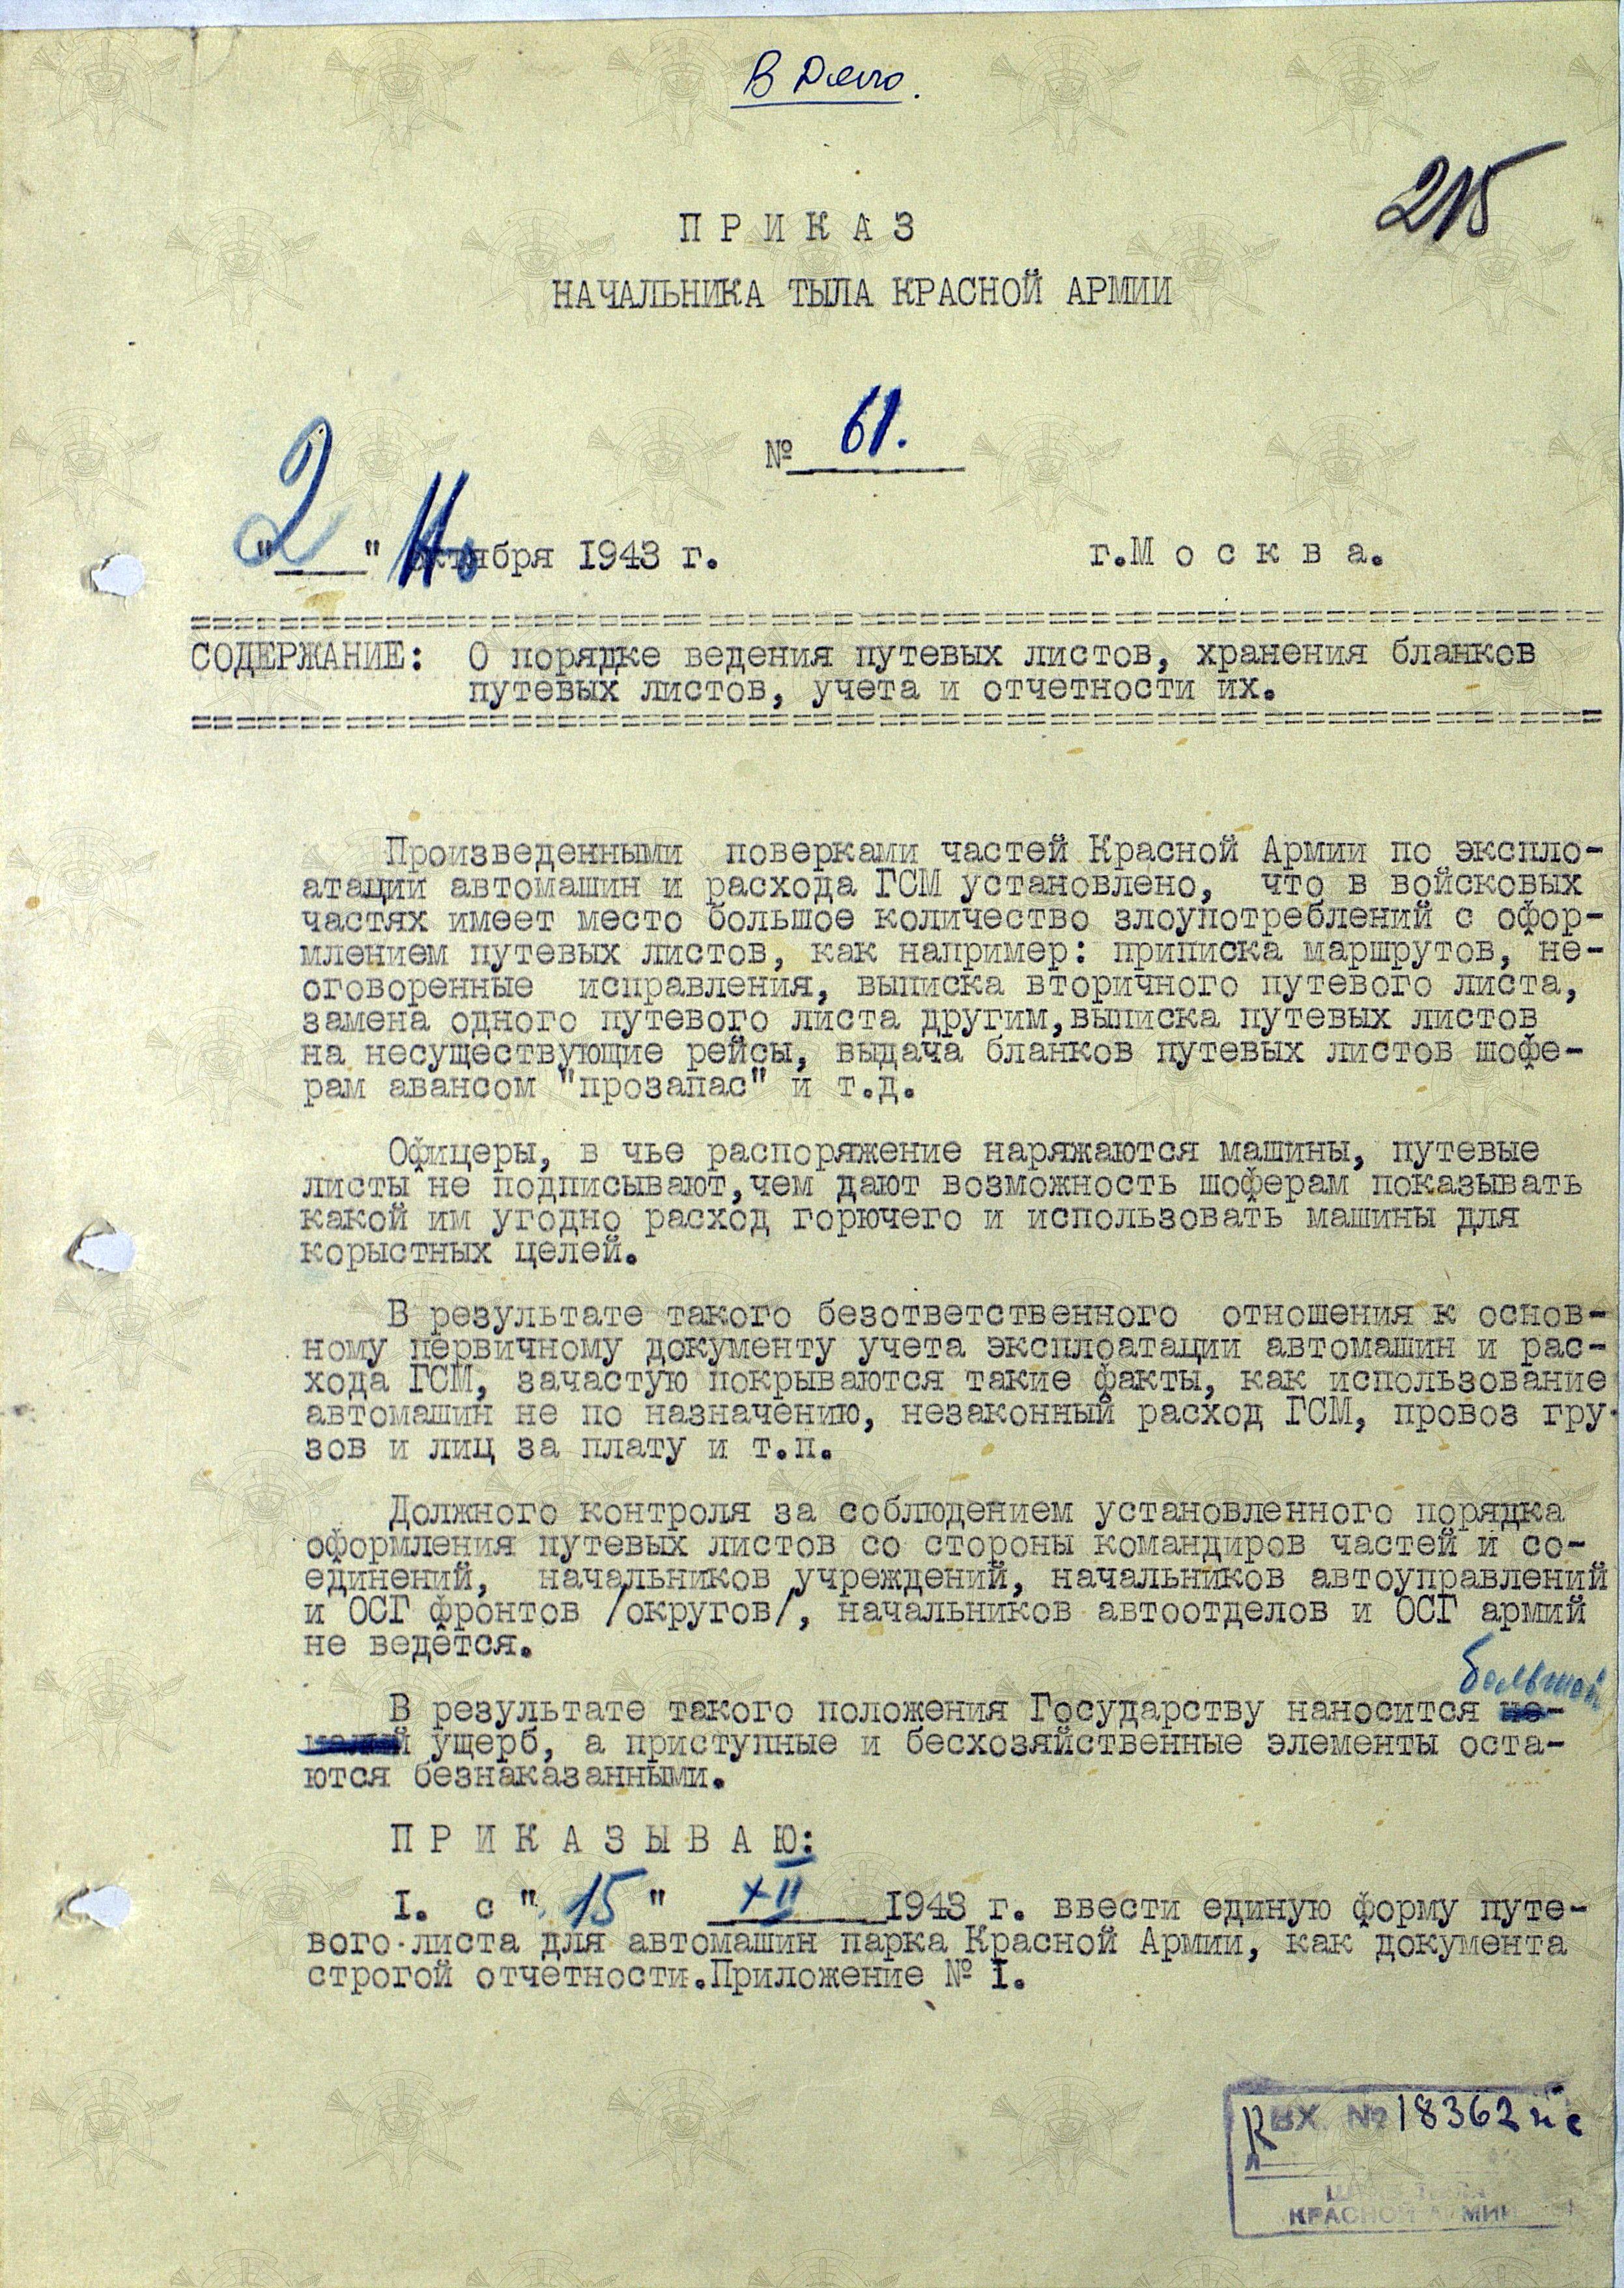 В дело.
215
ПРИКАЗ
НАЧАЛЬНИКА ТЫЛА КРАСНОЙ АРМИИ
№ 61.
"2" октября 1943 г. г.Москва.
СОДЕРЖАНИЕ: О порядке ведения путевых листов, хранения бланков
путевых листов, учета и отчетности их.
Произведенными поверками частей Красной Армии по экспло-
атации автомашин и расхода ГСМ установлено, что в войсковых
частях имеет место большое количество злоупотреблений с офор-
млением путевых листов, как например: приписка маршрутов, не-
оговоренные исправления, выписка вторичного путевого листа,
замена одного путевого листа другим,выписка путевых листов
на несуществующие рейсы, выдача бланков путевых листов шофе-
рам авансом "прозапас" и т.д.
Офицеры, в чье распоряжение наряжаются машины, путевые
листы не подписывают,чем дают возможность шоферам показывать
какой им угодно расход горючего и использовать машины для
корыстных целей.
В результате такого безответственного отношения к основ-
ному первичному документу учета эксплоатации автомашин и рас-
хода ГСМ, зачастую покрываются такие факты, как использование
автомашин не по назначению, незаконный расход ГСМ, провоз гру-
зов и лиц за плату и т.п.
Должного контроля за соблюдением установленного порядка
оформления путевых листов со стороны командиров частей и со-
единений, начальников учреждений, начальников автоуправлений
и ОСГ фронтов /округов/, начальников автоотделов и ОСГ армий
не ведется.
большой
В результате такого положения Государству наносится не-
малый ущерб, а приступные и бесхозяйственные элементы оста-
ются безнаказанными.
ПРИКАЗЫВАЮ:
I. с "15" XII 1943 г. ввести единую форму путе-
вого листа для автомашин парка Красной Армии, как документа
строгой отчетности.Приложение № I.
ВХ. № 18362
КРАСНОЙ АРМИИ